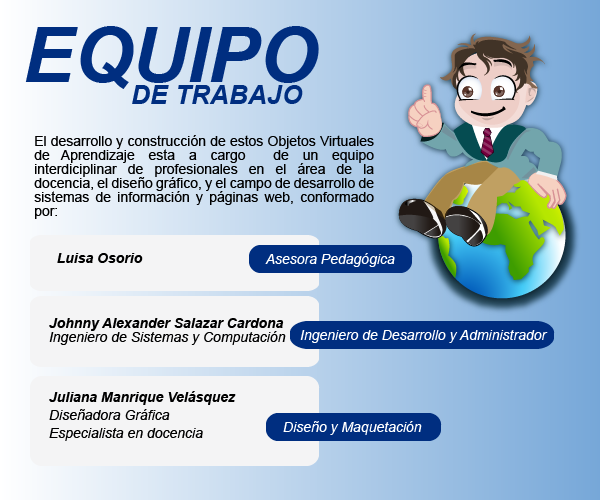 EQUIPO
DE TRABAJO
El desarrollo y construcción de estos Objetos Virtuales
de Aprendizaje esta a cargo de un equipo
interdiciplinar de profesionales en el área de la
docencia, el diseño gráfico, y el campo de desarrollo de
sistemas de información y páginas web, conformado
por:
Luisa Osorio
Asesora Pedagógica
Johnny Alexander Salazar Cardona
Ingeniero de Sistemas y Computación
Ingeniero de Desarrollo y Administrador
Juliana Manrique Velásquez
Diseñadora Gráfica
Especialista en docencia
Diseño y Maquetación